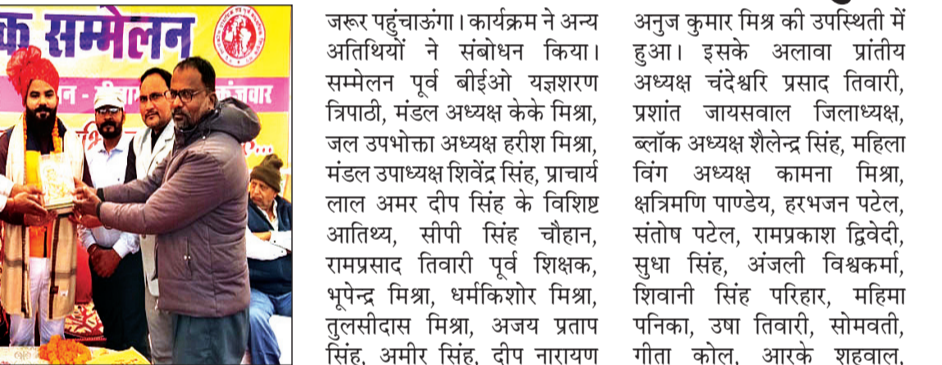 क सम्मेलन
कंजवार
जरूर पहुंचाऊंगा। कार्यक्रम ने अन्य
अतिथियों ने संबोधन किया।
सम्मेलन पूर्व बीईओ यज्ञशरण
त्रिपाठी, मंडल अध्यक्ष केके मिश्रा,
जल उपभोक्ता अध्यक्ष हरीश मिश्रा,
मंडल उपाध्यक्ष शिवेंद्र सिंह, प्राचार्य
लाल अमर दीप सिंह के विशिष्ट
आतिथ्य, सीपी सिंह चौहान,
रामप्रसाद तिवारी पूर्व शिक्षक,
भूपेन्द्र मिश्रा, धर्मकिशोर मिश्रा,
तुलसीदास मिश्रा, अजय प्रताप
सिंह, अमीर सिंह, दीप नारायण
अनुज कुमार मिश्र की उपस्थिती में
हुआ। इसके अलावा प्रांतीय
अध्यक्ष चंदेश्वरि प्रसाद तिवारी,
प्रशांत जायसवाल जिलाध्यक्ष,
ब्लॉक अध्यक्ष शैलेन्द्र सिंह, महिला
विंग अध्यक्ष कामना मिश्रा,
क्षत्रिमणि पाण्डेय, हरभजन पटेल,
संतोष पटेल, रामप्रकाश द्विवेदी,
सुधा सिंह, अंजली विश्वकर्मा,
शिवानी सिंह परिहार, महिमा
पनिका, उषा तिवारी, सोमवती,
गीता कोल, आरके शहवाल,